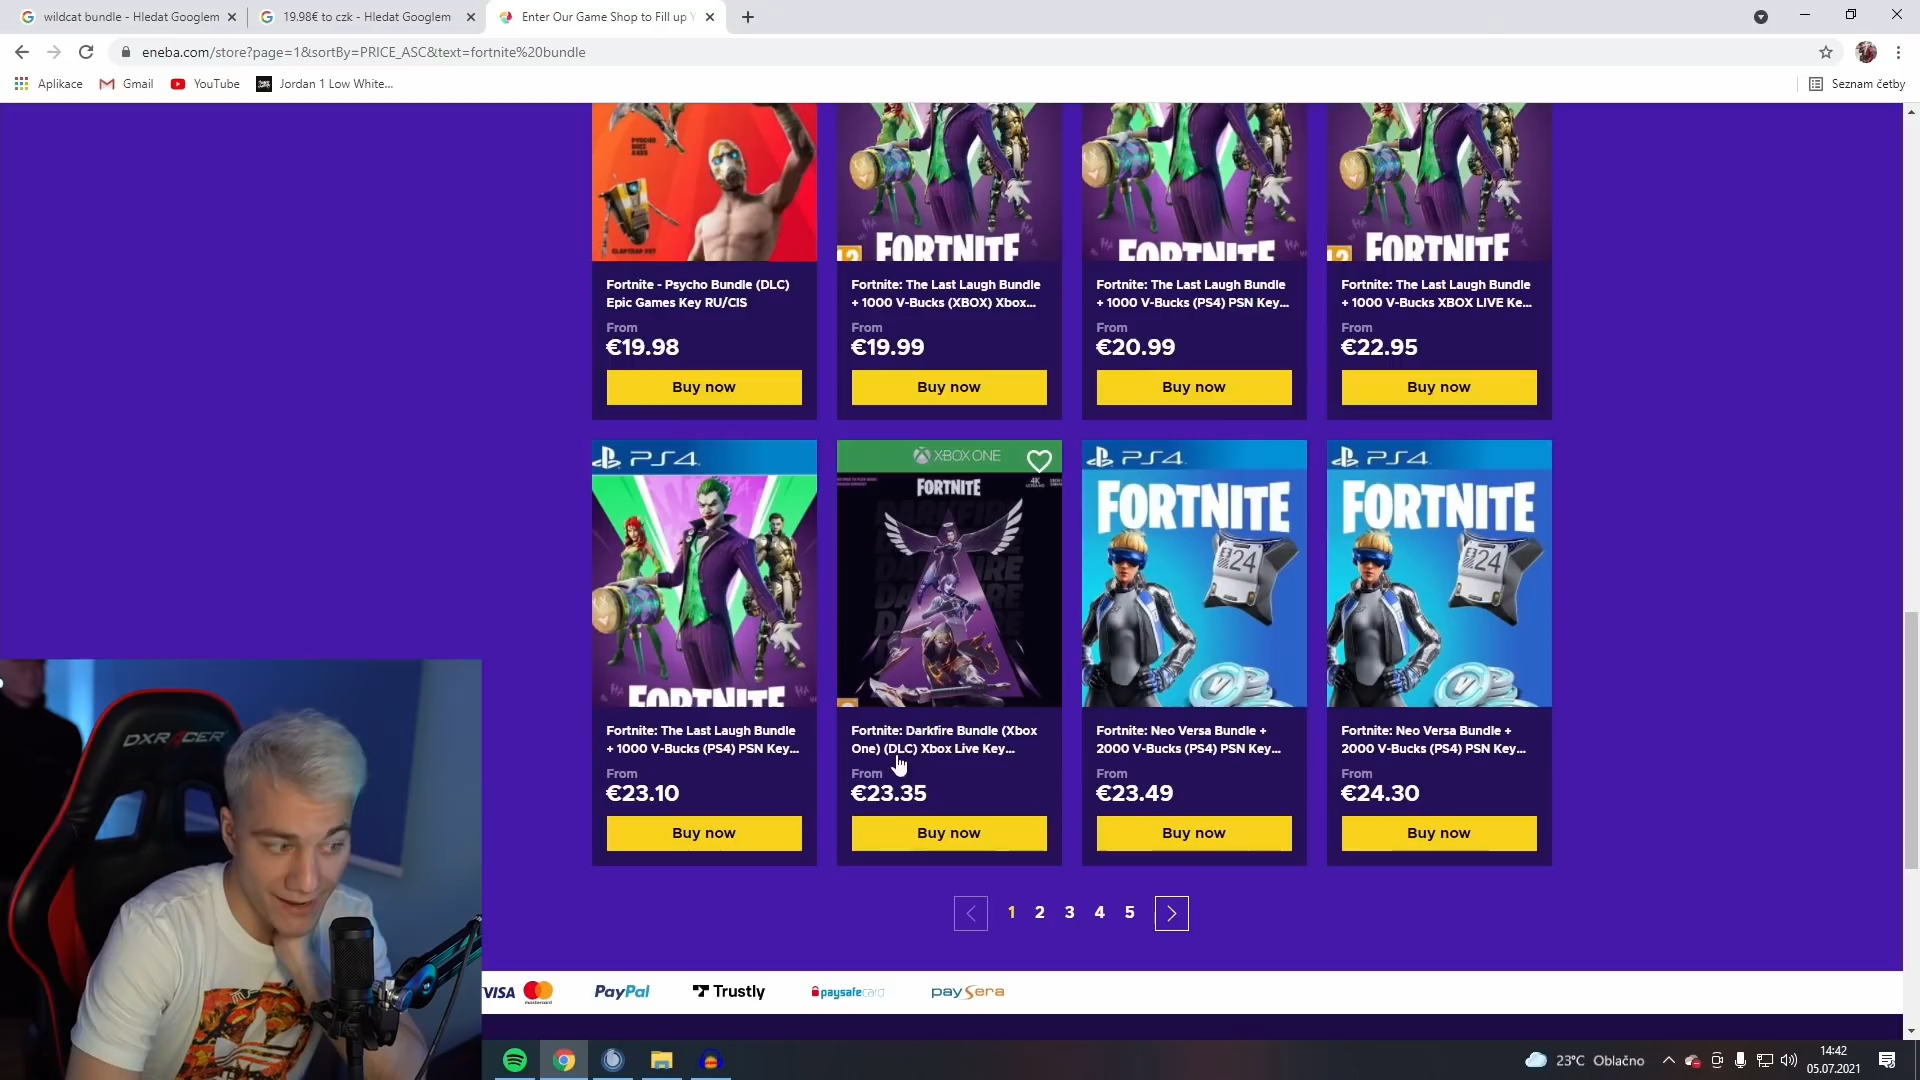 wildcat bundle - Hledat Googlem
19.98€ to czk - Hledat Googlem
Enter Our Game Shop to Fill up Y
eneba.com/store?page=1&sortBy=PRICE_ASC&text=fortnite%20bundle
Aplikace
Gmail
YouTube
Jordan 1 Low White...
Seznam četby
PSYCHO
CLAPTRAP PET
12
FORTNITE
FORTNITE
FORTNITE
Fortnite - Psycho Bundle (DLC)
Epic Games Key RU/CIS
From
€19.98
Buy now
Fortnite: The Last Laugh Bundle
+ 1000 V-Bucks (XBOX) Xbox...
From
€19.99
Buy now
Fortnite: The Last Laugh Bundle
+ 1000 V-Bucks (PS4) PSN Key...
From
€20.99
Buy now
Fortnite: The Last Laugh Bundle
+ 1000 V-Bucks XBOX LIVE Ke...
From
€22.95
Buy now
PS4
FORTNITE
Fortnite: The Last Laugh Bundle
+ 1000 V-Bucks (PS4) PSN Key...
From
€23.10
Buy now
XBOX ONE
FORTNITE
4K
DARKFIRE
Fortnite: Darkfire Bundle (Xbox
One) (DLC) Xbox Live Key...
From
€23.35
Buy now
PS4
FORTNITE
24
Fortnite: Neo Versa Bundle +
2000 V-Bucks (PS4) PSN Key...
From
€23.49
Buy now
PS4
FORTNITE
24
Fortnite: Neo Versa Bundle +
2000 V-Bucks (PS4) PSN Key...
From
€24.30
Buy now
1 2 3 4 5
DXRACER
VISA
mastercard
PayPal
Trustly
paysafecard
paysera
23°C Oblačno
14:42
05.07.2021